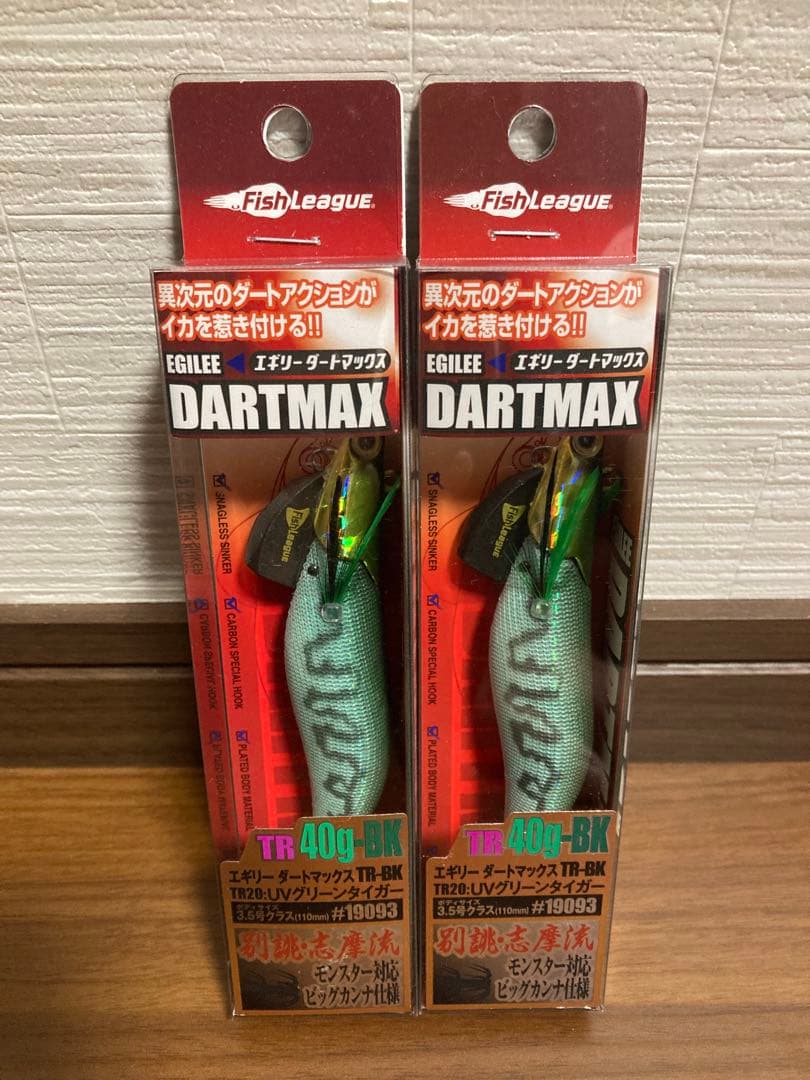 FishLeague®
異次元のダートアクションが
イカを惹き付ける!!
EGILEE エギリー ダートマックス
DARTMAX
FishLeague
SNAGLESS SINKER
CARBON SPECIAL HOOK
PLATED BODY MATERIAL
TR 40g-BK
エギリー ダートマックス TR-BK
TR20:UVグリーンタイガー
ボディサイズ
3.5号クラス(110mm) #19093
別誂・志摩流
モンスター対応
ビッグカンナ仕様
FishLeague®
異次元のダートアクションが
イカを惹き付ける!!
EGILEE エギリー ダートマックス
DARTMAX
FishLeague
SNAGLESS SINKER
CARBON SPECIAL HOOK
PLATED BODY MATERIAL
TR 40g-BK
エギリー ダートマックス TR-BK
TR20:UVグリーンタイガー
ボディサイズ
3.5号クラス(110mm) #19093
別誂・志摩流
モンスター対応
ビッグカンナ仕様